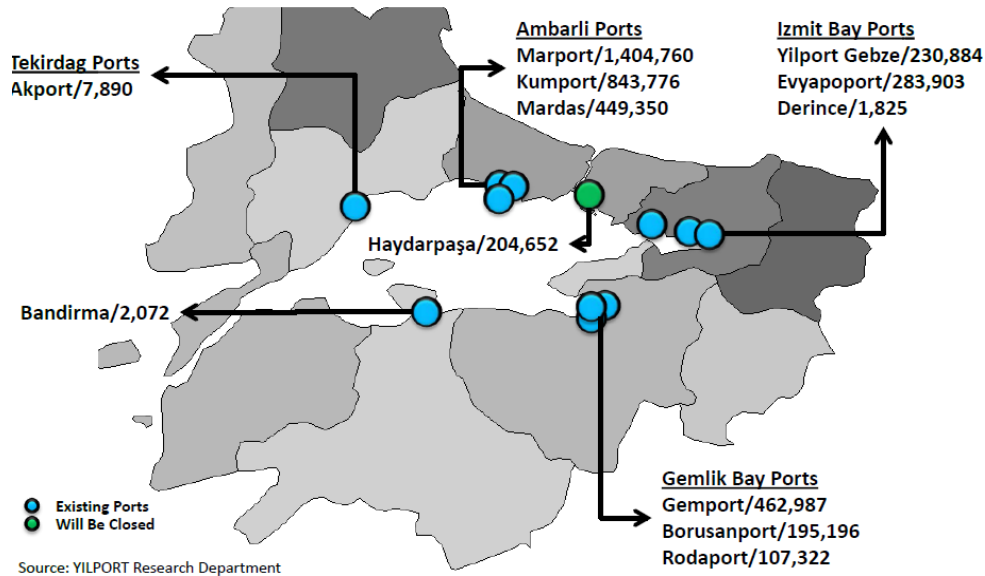 Tekirdag Ports
Akport/7,890
Ambarli Ports
Marport/1,404,760
Kumport/843,776
Mardas/449,350
Izmit Bay Ports
Yilport Gebze/230,884
Evyapoport/283,903
Derince/1,825
Haydarpaşa/204,652
Bandirma/2,072
Gemlik Bay Ports
Gemport/462,987
Borusanport/195,196
Rodaport/107,322
Existing Ports
Will Be Closed
Source: YILPORT Research Department